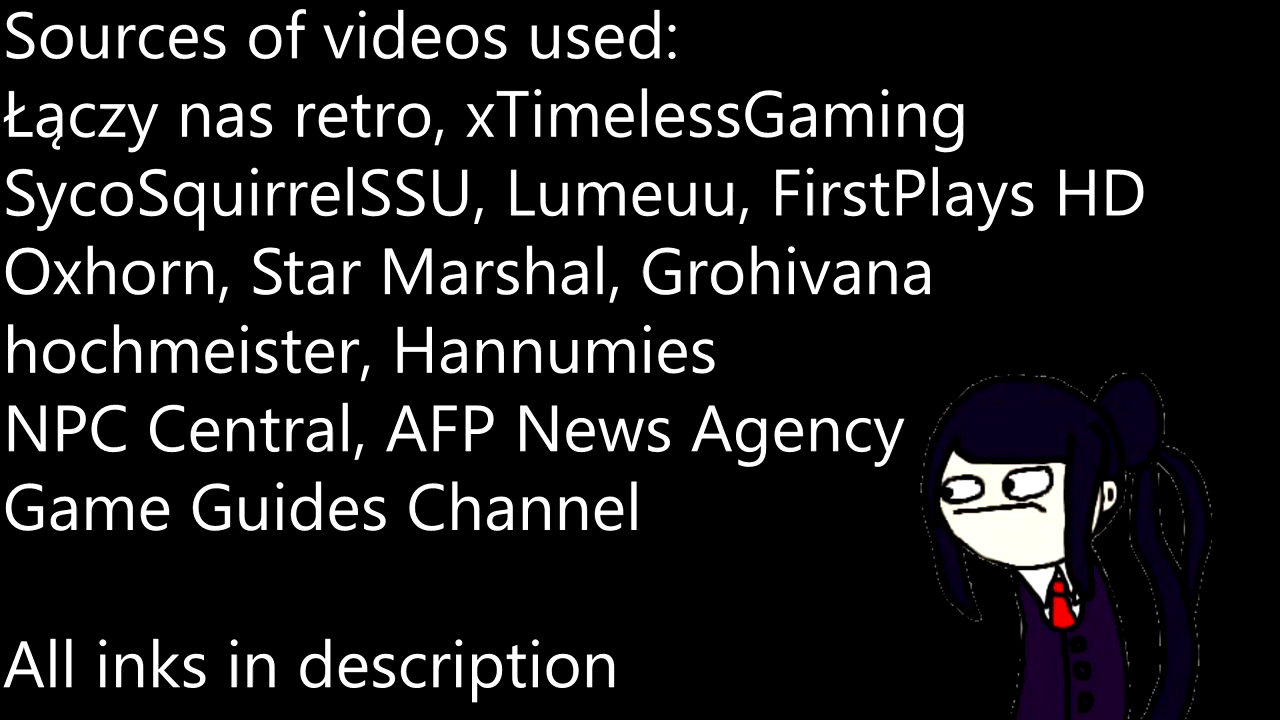 Sources of videos used:
Łączy nas retro, xTimelessGaming
SycoSquirrelSSU, Lumeuu, FirstPlays HD
Oxhorn, Star Marshal, Grohivana
hochmeister, Hannumies
NPC Central, AFP News Agency
Game Guides Channel
All inks in description